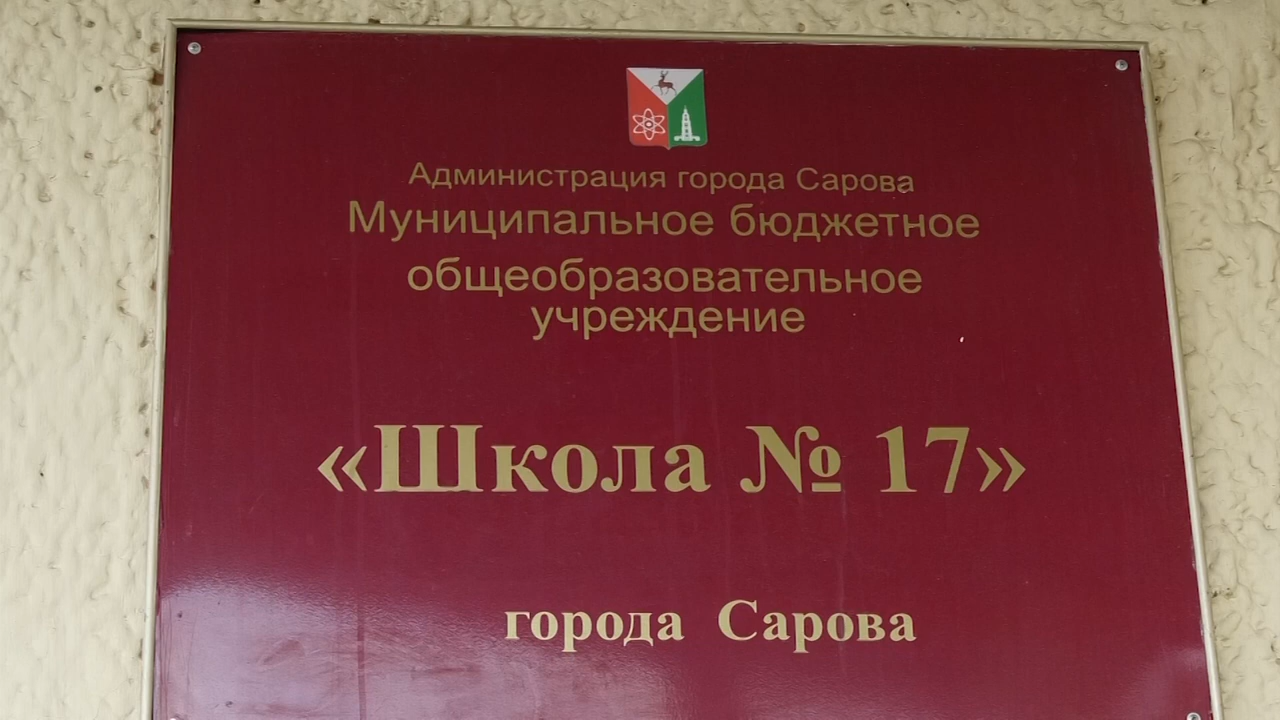 Администрация города Сарова
Муниципальное бюджетное
общеобразовательное
учреждение
«Школа № 17»
города Сарова